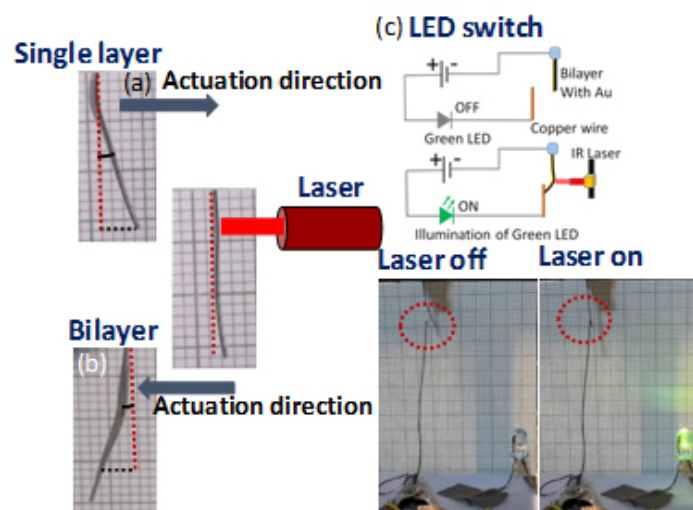 Single layer
(a)
Actuation direction
Laser
Bilayer
(b)
Actuation direction
(c) LED switch
+ -
Bilayer
With Au
OFF
Green LED
Copper wire
+ -
IR Laser
ON
Illumination of Green LED
Laser off
Laser on